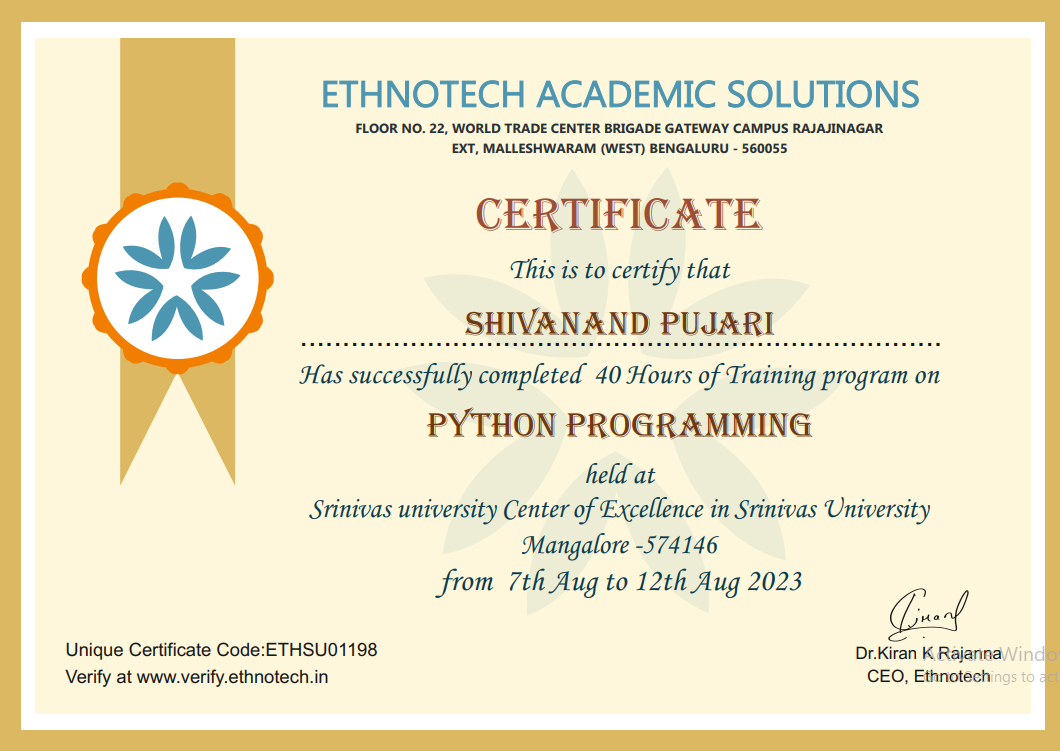 ETHNOTECH ACADEMIC SOLUTIONS
FLOOR NO. 22, WORLD TRADE CENTER BRIGADE GATEWAY CAMPUS RAJAJINAGAR
EXT, MALLESHWARAM (WEST) BENGALURU - 560055
CERTIFICATE
This is to certify that
SHIVANAND PUJARI
Has successfully completed 40 Hours of Training program on
PYTHON PROGRAMMING
held at
Srinivas university Center of Excellence in Srinivas University
Mangalore -574146
from 7th Aug to 12th Aug 2023
Unique Certificate Code:ETHSU01198
Verify at www.verify.ethnotech.in
Kiran
Dr.Kiran K Rajanna
CEO, Ethnotech
Activate Windo
Go to Settings to act